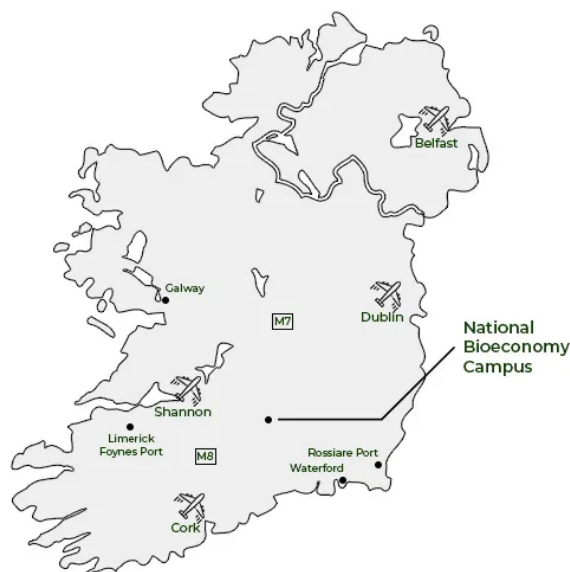 Belfast
Galway
Dublin
M7
National
Bioeconomy
Campus
Shannon
Limerick
Foynes Port
M8
Rossiare Port
Waterford
Cork